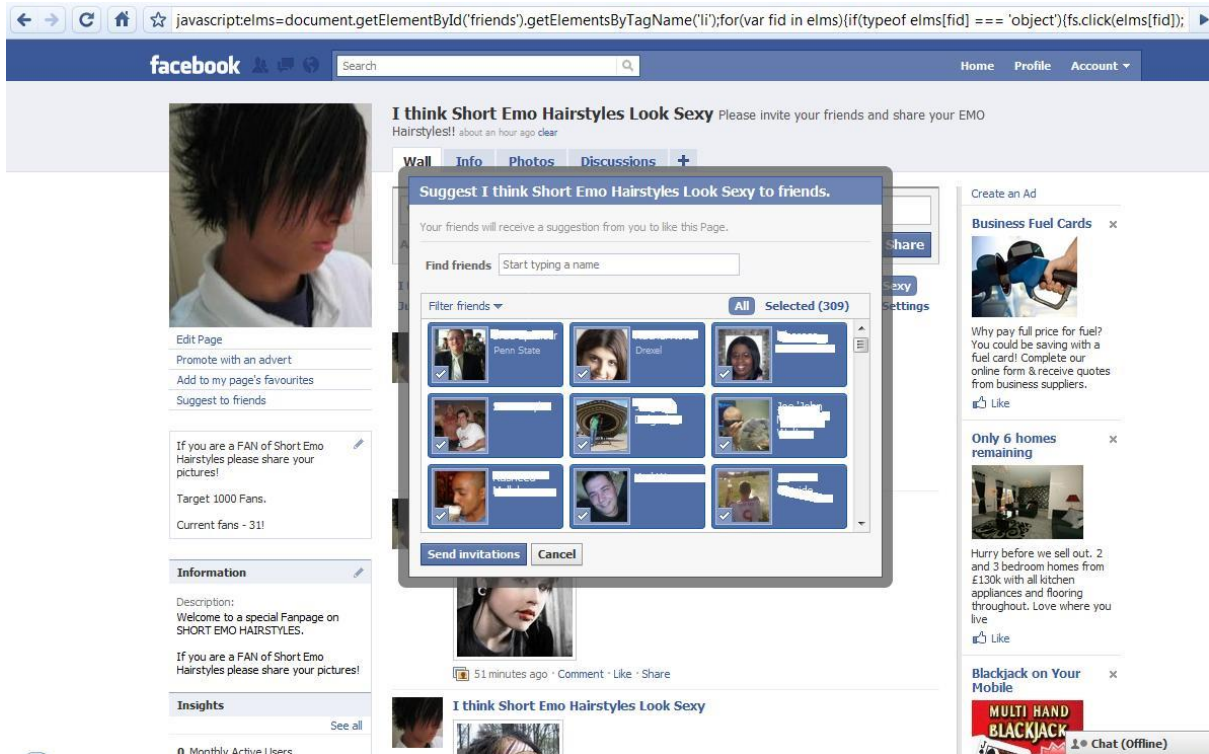 javascript:elms=document.getElementById('friends').getElementsByTagName('li');for(var fid in elms){if(typeof elms[fid] === 'object'){fs.click(elms[fid]);
facebook
Search
Home Profile Account
I think Short Emo Hairstyles Look Sexy Please invite your friends and share your EMO
Hairstyles!! about an hour ago clear
Wall Info Photos Discussions +
Suggest I think Short Emo Hairstyles Look Sexy to friends.
Your friends will receive a suggestion from you to like this Page.
Share
Find friends Start typing a name
Sexy
Filter friends All Selected (309)
Settings
Penn State
Drexel
Send invitations Cancel
51 minutes ago · Comment · Like · Share
I think Short Emo Hairstyles Look Sexy
Edit Page
Promote with an advert
Add to my page's favourites
Suggest to friends
If you are a FAN of Short Emo
Hairstyles please share your
pictures!
Target 1000 Fans.
Current fans - 31!
Information
Description:
Welcome to a special Fanpage on
SHORT EMO HAIRSTYLES.
If you are a FAN of Short Emo
Hairstyles please share your pictures!
Insights
See all
0 Monthly Active Users
Create an Ad
Business Fuel Cards x
Why pay full price for fuel?
You could be saving with a
fuel card! Complete our
online form & receive quotes
from business suppliers.
Like
Only 6 homes x
remaining
Hurry before we sell out. 2
and 3 bedroom homes from
£130k with all kitchen
appliances and flooring
throughout. Love where you
live
Like
Blackjack on Your x
Mobile
MULTI HAND
BLACKJACK
Chat (Offline)